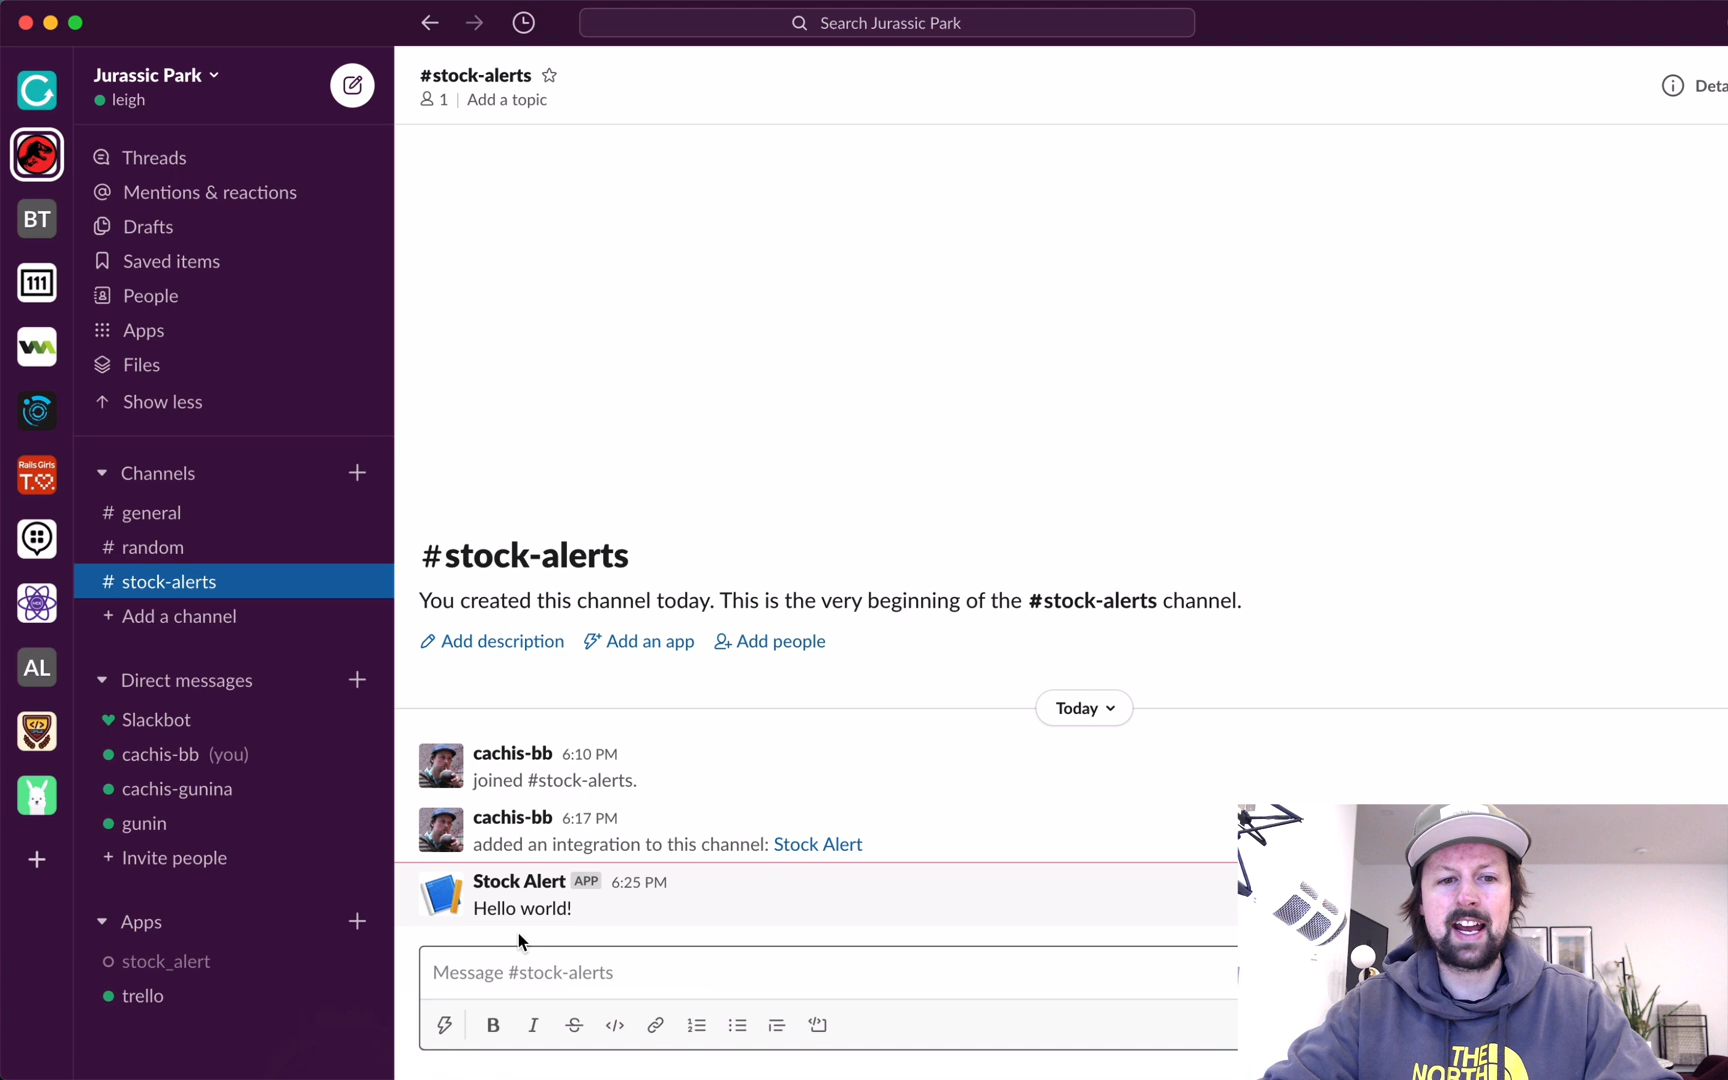 Search Jurassic Park
Jurassic Park
leigh
BT
111
Rails Girls
T.O.
AL
Threads
Mentions & reactions
Drafts
Saved items
People
Apps
Files
Show less
Channels
# general
# random
# stock-alerts
+ Add a channel
Direct messages
Slackbot
cachis-bb (you)
cachis-gunina
gunin
+ Invite people
Apps
stock_alert
trello
#stock-alerts
1 | Add a topic
Deta
#stock-alerts
You created this channel today. This is the very beginning of the #stock-alerts channel.
Add description Add an app Add people
Today
cachis-bb 6:10 PM
joined #stock-alerts.
cachis-bb 6:17 PM
added an integration to this channel: Stock Alert
Stock Alert APP 6:25 PM
Hello world!
Message #stock-alerts
B I S
THE
NORTH